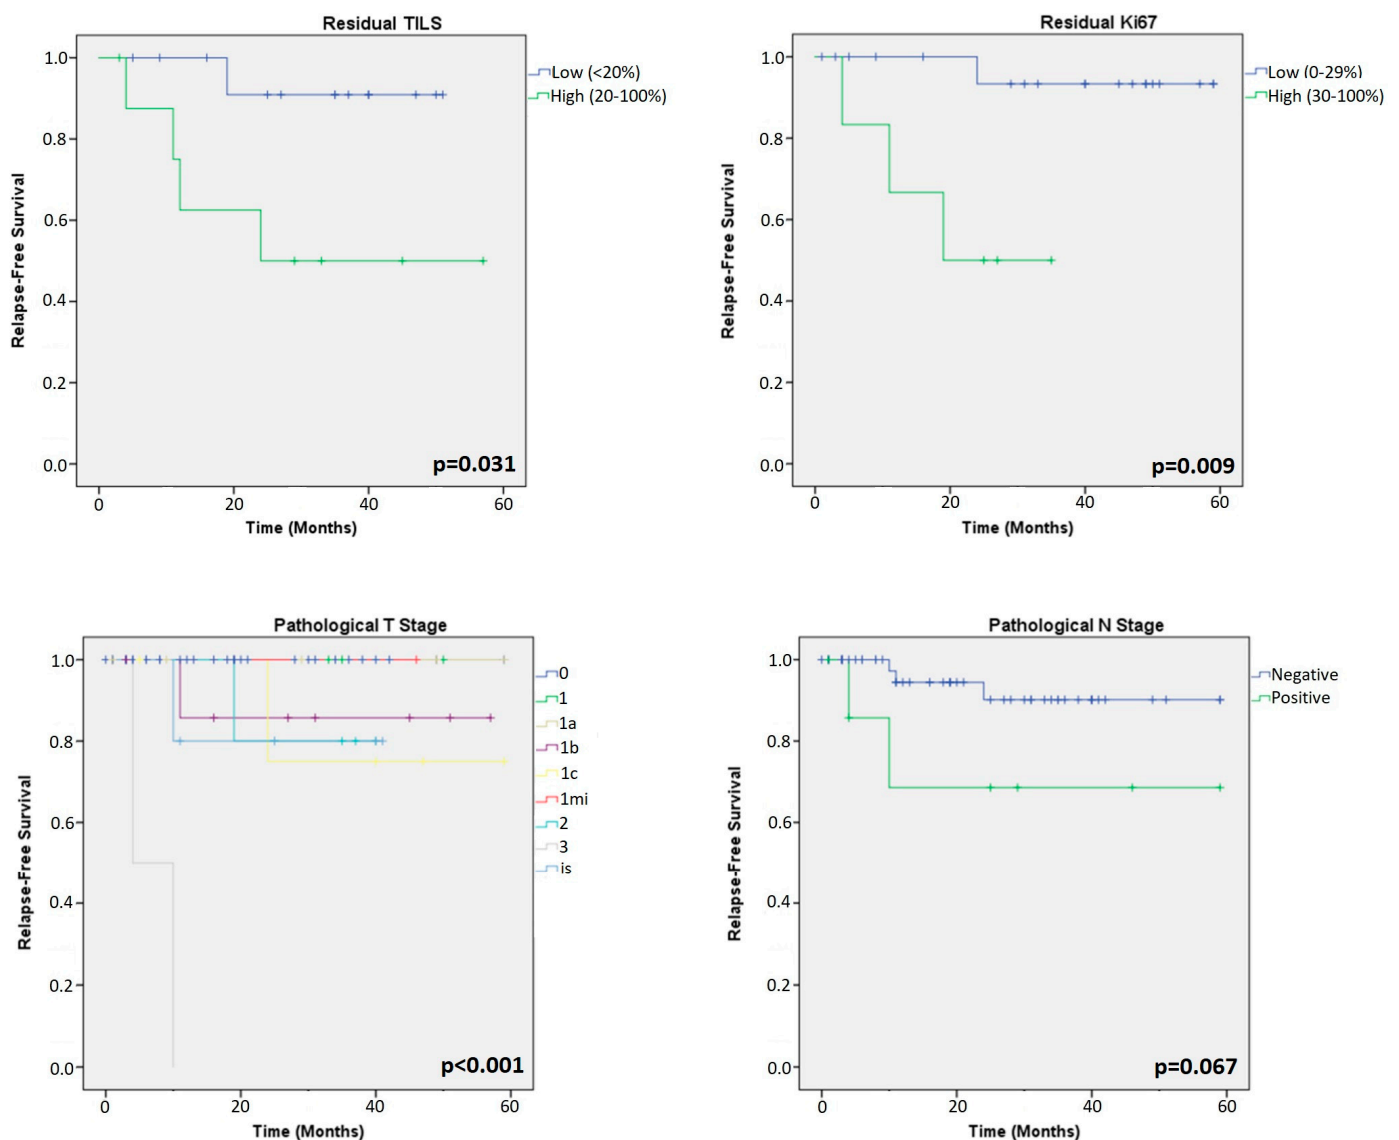 Residual TILS
1.0
0.8
0.6
0.4
0.2
0.0
Relapse-Free Survival
0 20 40 60
Time (Months)
p=0.031
Low (<20%)
High (20-100%)
Residual Ki67
1.0
0.8
0.6
0.4
0.2
0.0
Relapse-Free Survival
0 20 40 60
Time (Months)
p=0.009
Low (0-29%)
High (30-100%)
Pathological T Stage
1.0
0.8
0.6
0.4
0.2
0.0
Relapse-Free Survival
0 20 40 60
Time (Months)
p<0.001
0
1
1a
1b
1c
1mi
2
3
is
Pathological N Stage
1.0
0.8
0.6
0.4
0.2
0.0
Relapse-Free Survival
0 20 40 60
Time (Months)
p=0.067
Negative
Positive